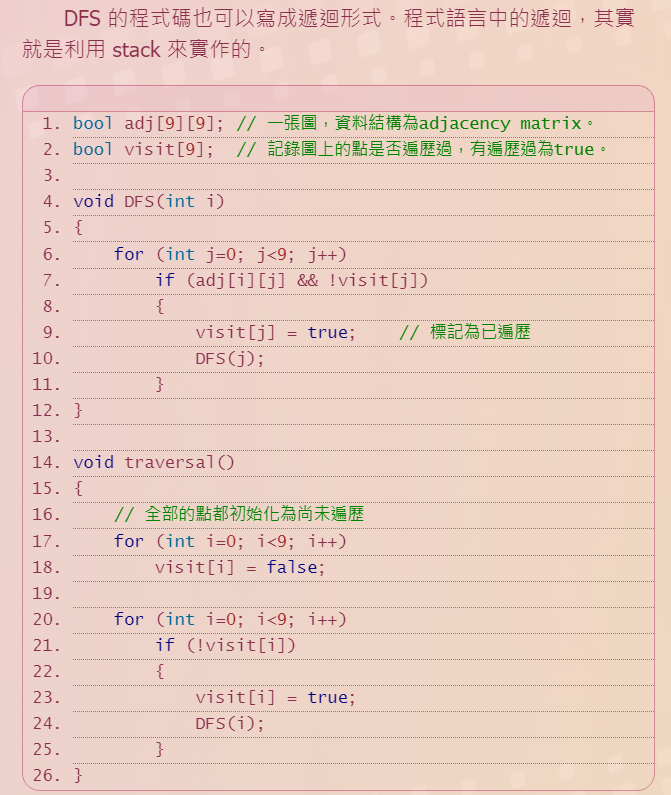 DFS 的程式碼也可以寫成遞迴形式。程式語言中的遞迴，其實
就是利用 stack 來實作的。
1. bool adj[9][9]; // 一張圖，資料結構為adjacency matrix。
2. bool visit[9];  // 記錄圖上的點是否遍歷過，有遍歷過為true。
3.
4. void DFS(int i)
5. {
6.     for (int j=0; j<9; j++)
7.         if (adj[i][j] && !visit[j])
8.         {
9.             visit[j] = true;    // 標記為已遍歷
10.             DFS(j);
11.         }
12. }
13.
14. void traversal()
15. {
16.     // 全部的點都初始化為尚未遍歷
17.     for (int i=0; i<9; i++)
18.         visit[i] = false;
19.
20.     for (int i=0; i<9; i++)
21.         if (!visit[i])
22.         {
23.             visit[i] = true;
24.             DFS(i);
25.         }
26. }